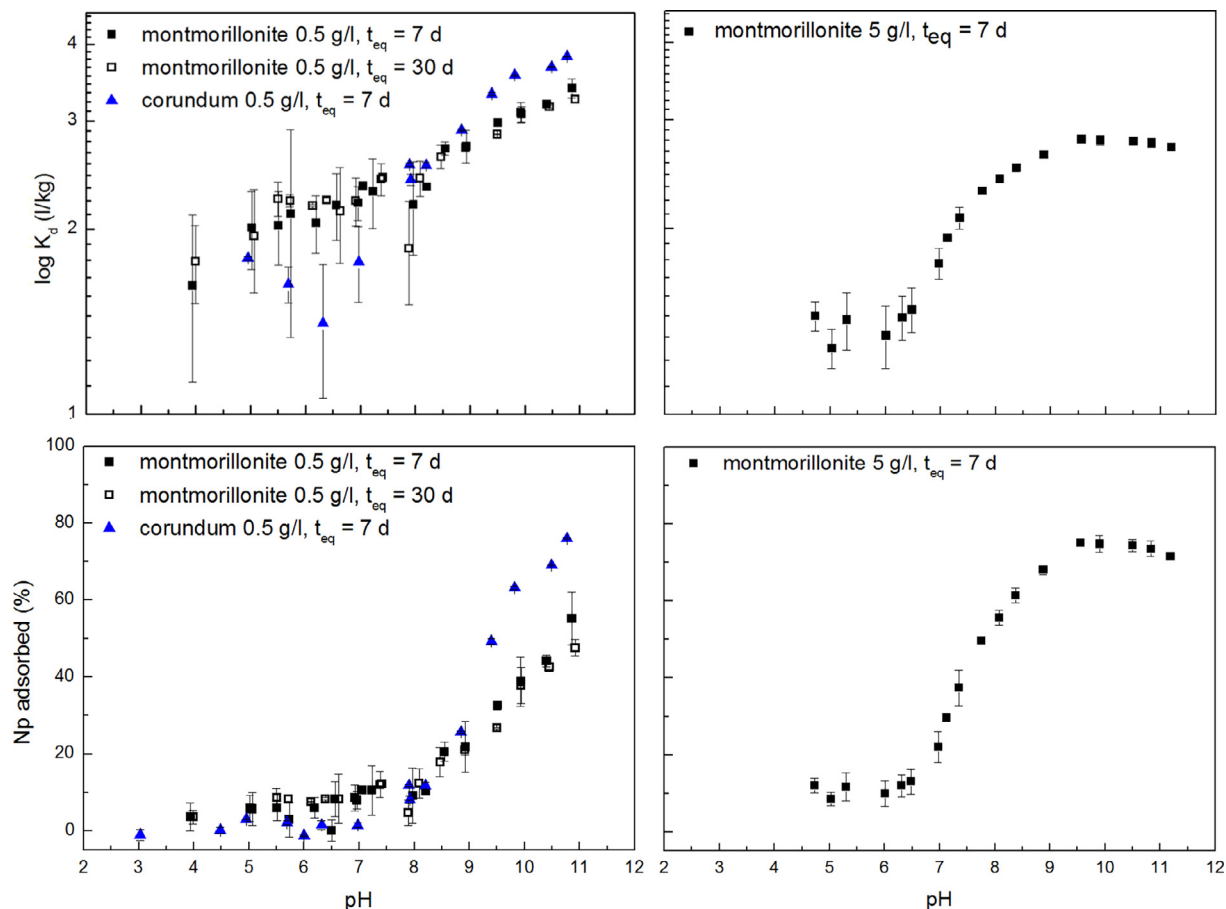 montmorillonite 0.5 g/l, teq = 7 d
montmorillonite 0.5 g/l, teq = 30 d
corundum 0.5 g/l, teq = 7 d
4
3
2
1
log Kd (l/kg)
montmorillonite 5 g/l, teq = 7 d
montmorillonite 0.5 g/l, teq = 7 d
montmorillonite 0.5 g/l, teq = 30 d
corundum 0.5 g/l, teq = 7 d
100
80
60
40
20
0
Np adsorbed (%)
2 3 4 5 6 7 8 9 10 11 12
pH
montmorillonite 5 g/l, teq = 7 d
2 3 4 5 6 7 8 9 10 11 12
pH